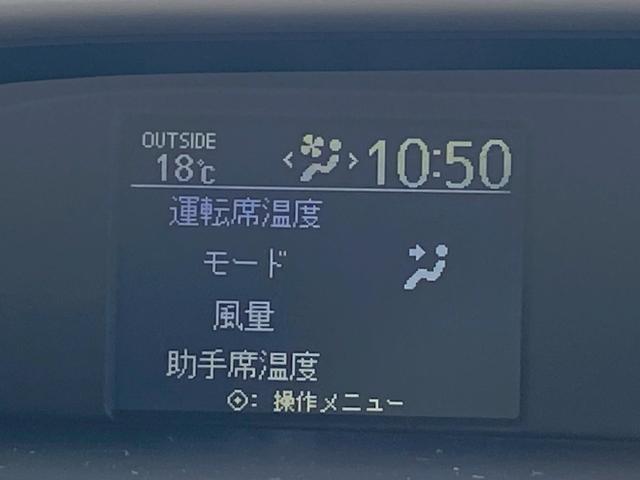 OUTSIDE
18℃
< > 10:50
運転席温度
モード
風量
助手席温度
: 操作メニュー